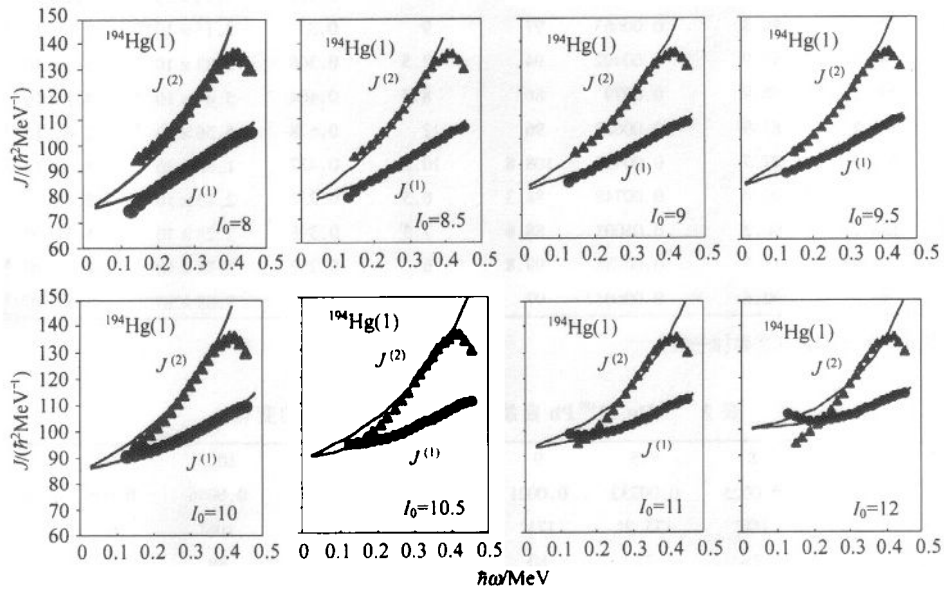 150
140
130
120
110
100
90
80
70
60
J/(ħ²MeV⁻¹)
¹⁹⁴Hg(1)
J⁽²⁾
J⁽¹⁾
I₀=8
¹⁹⁴Hg(1)
J⁽²⁾
J⁽¹⁾
I₀=8.5
¹⁹⁴Hg(1)
J⁽²⁾
J⁽¹⁾
I₀=9
¹⁹⁴Hg(1)
J⁽²⁾
J⁽¹⁾
I₀=9.5
0 0.1 0.2 0.3 0.4 0.5
0 0.1 0.2 0.3 0.4 0.5
0 0.1 0.2 0.3 0.4 0.5
0 0.1 0.2 0.3 0.4 0.5
150
140
130
120
110
100
90
80
70
60
J/(ħ²MeV⁻¹)
¹⁹⁴Hg(1)
J⁽²⁾
J⁽¹⁾
I₀=10
¹⁹⁴Hg(1)
J⁽²⁾
J⁽¹⁾
I₀=10.5
¹⁹⁴Hg(1)
J⁽²⁾
J⁽¹⁾
I₀=11
¹⁹⁴Hg(1)
J⁽²⁾
J⁽¹⁾
I₀=12
0 0.1 0.2 0.3 0.4 0.5
0 0.1 0.2 0.3 0.4 0.5
0 0.1 0.2 0.3 0.4 0.5
0 0.1 0.2 0.3 0.4 0.5
ħω/MeV